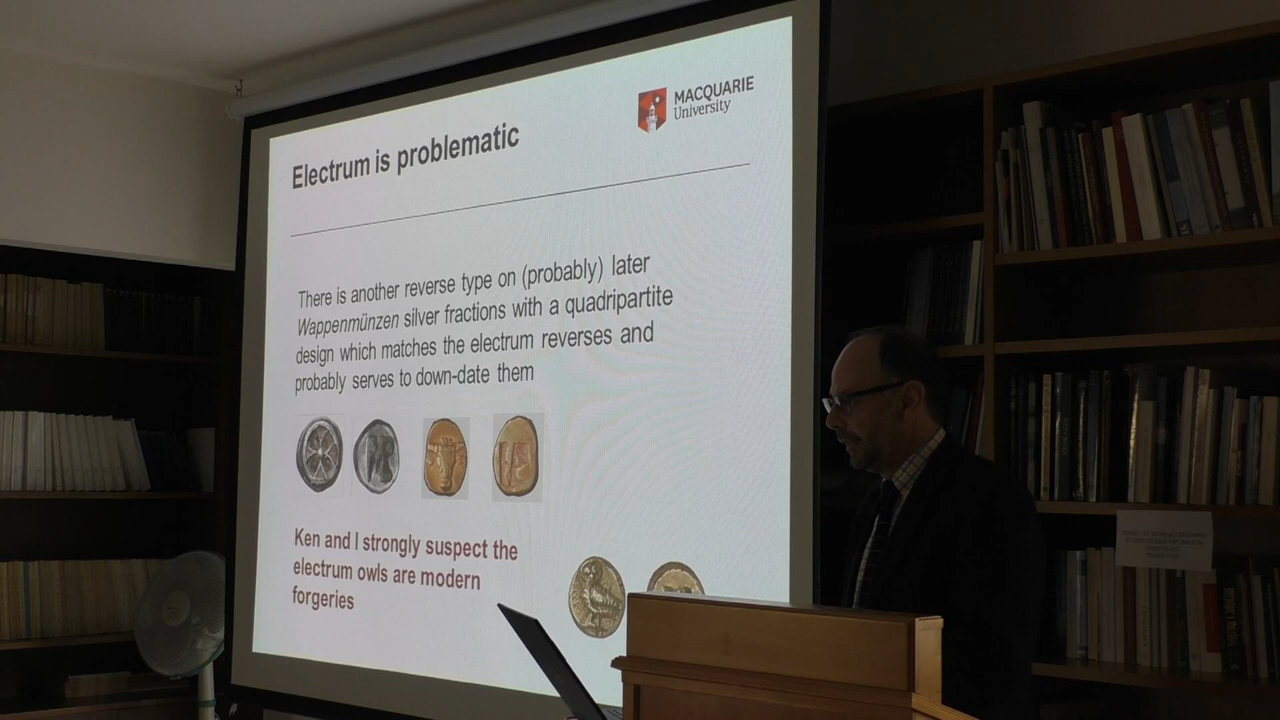 MACQUARIE
University
Electrum is problematic
There is another reverse type on (probably) later
Wappenmünzen silver fractions with a quadripartite
design which matches the electrum reverses and
probably serves to down-date them
Ken and I strongly suspect the
electrum owls are modern
forgeries